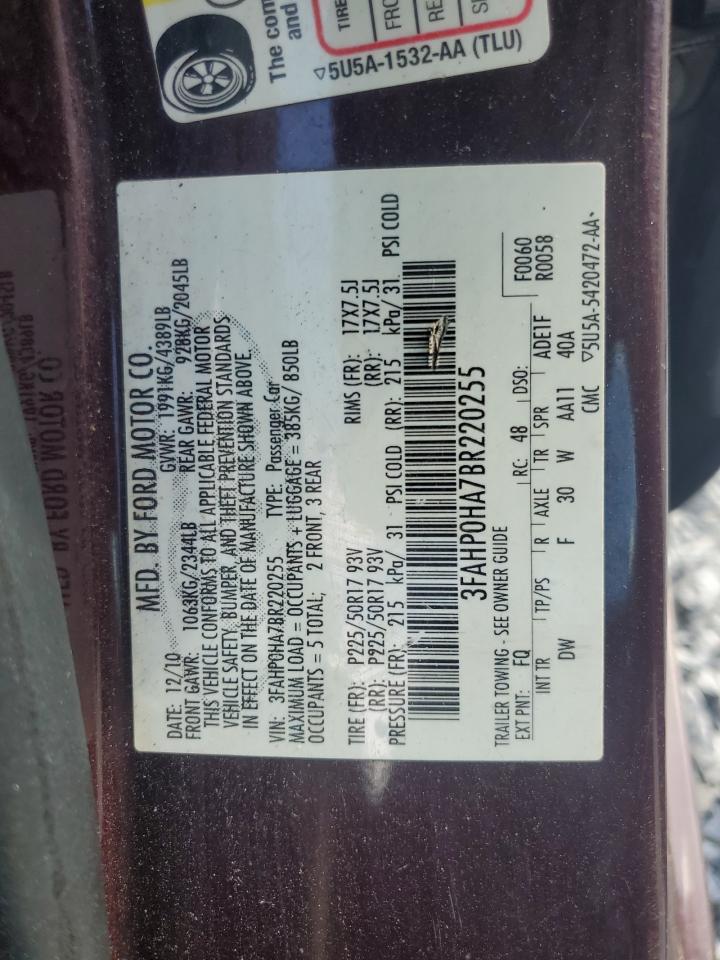 The com
and
TIRE
FRO
RE
5U5A-1532-AA (TLU)
MFD. BY FORD MOTOR CO.
DATE: 12/10 GVWR: 1991KG/4389LB
FRONT GAWR: 1063KG/2344LB REAR GAWR: 928KG/2045LB
THIS VEHICLE CONFORMS TO ALL APPLICABLE FEDERAL MOTOR
VEHICLE SAFETY, BUMPER, AND THEFT PREVENTION STANDARDS
IN EFFECT ON THE DATE OF MANUFACTURE SHOWN ABOVE.
VIN: 3FAHP0HA7BR220255 TYPE: Passenger Car
MAXIMUM LOAD = OCCUPANTS + LUGGAGE = 385KG/ 850LB
OCCUPANTS = 5 TOTAL; 2 FRONT, 3 REAR
TIRE (FR): P225/50R17 93V RIMS (FR): 17X7.5J
(RR): P225/50R17 93V (RR): 17X7.5J
PRESSURE (FR): 215 kPa/ 31 PSI COLD (RR): 215 kPa/ 31 PSI COLD
3FAHP0HA7BR220255
TRAILER TOWING - SEE OWNER GUIDE F0060
EXT PNT: FQ RC: 48 DSO: R0058
INT TR TP/PS R AXLE TR SPR ADE1F
DW F 30 W AA11 40A
CMC 5U5A-5420472-AA